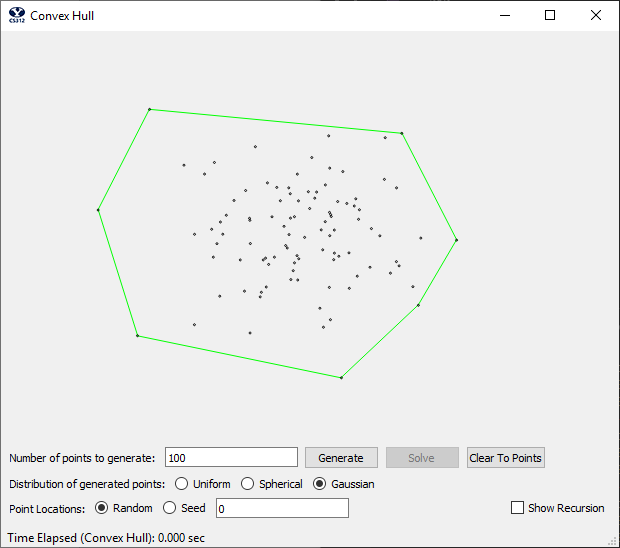 CS312 Convex Hull
Number of points to generate: 100 Generate Solve Clear To Points
Distribution of generated points: Uniform Spherical Gaussian
Point Locations: Random Seed 0 Show Recursion
Time Elapsed (Convex Hull): 0.000 sec